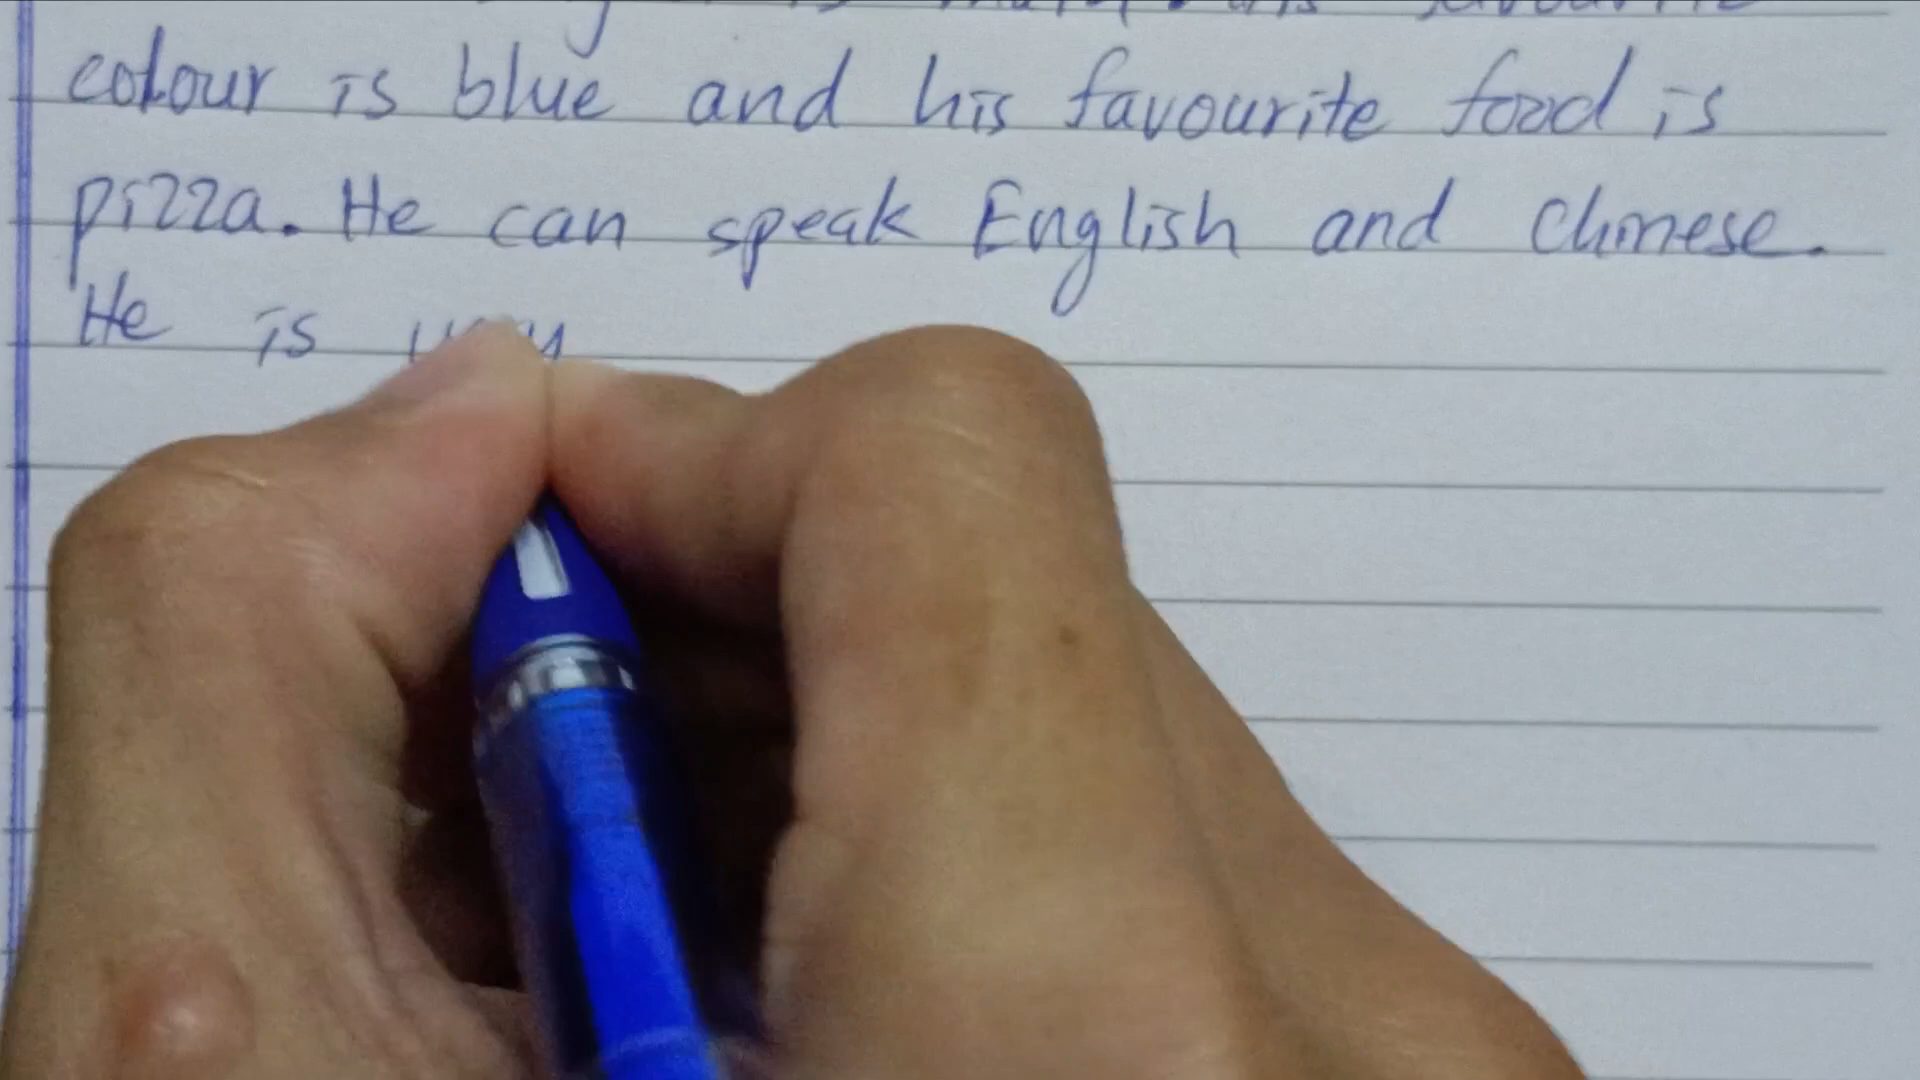 colour is blue and his favourite food is
pizza. He can speak English and Chinese.
He is